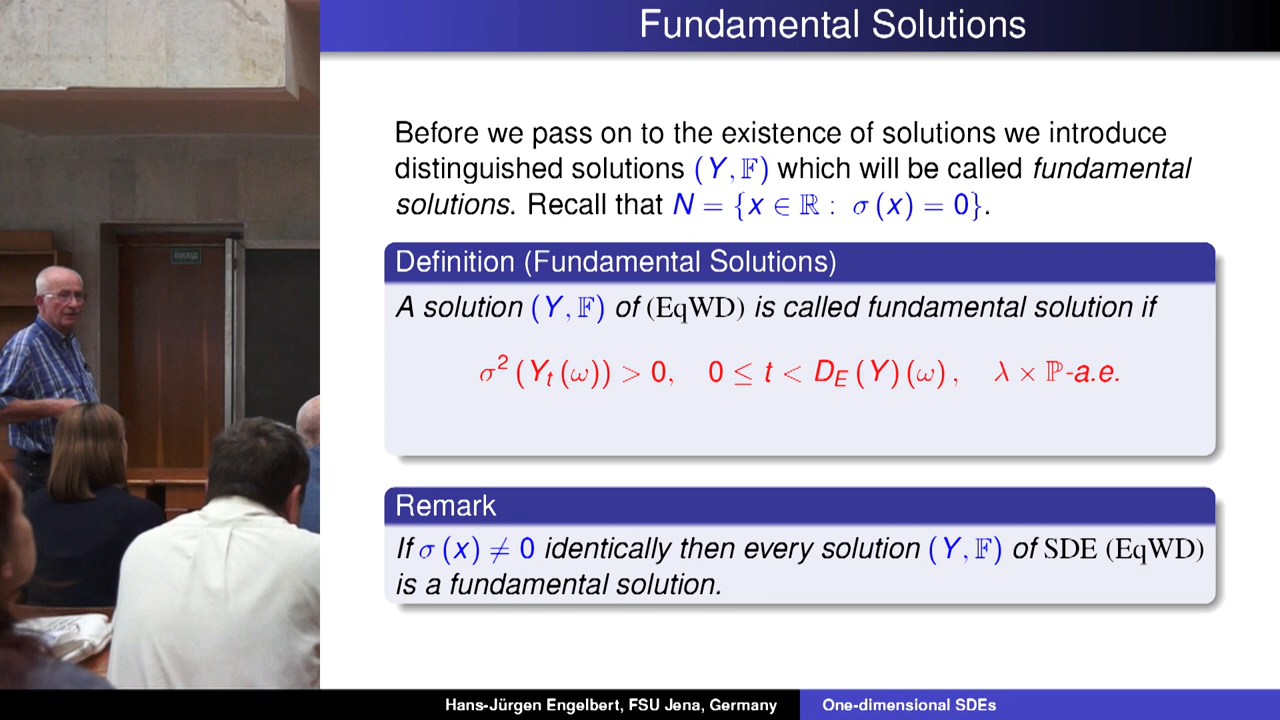 Fundamental Solutions
Before we pass on to the existence of solutions we introduce
distinguished solutions (Y, 𝔽) which will be called fundamental
solutions. Recall that N = {x ∈ ℝ : σ(x) = 0}.
Definition (Fundamental Solutions)
A solution (Y, 𝔽) of (EqWD) is called fundamental solution if
σ²(Yₜ(ω)) > 0, 0 ≤ t < D_E(Y)(ω), λ × ℙ-a.e.
Remark
If σ(x) ≠ 0 identically then every solution (Y, 𝔽) of SDE (EqWD)
is a fundamental solution.
Hans-Jürgen Engelbert, FSU Jena, Germany
One-dimensional SDEs
ВИХІД